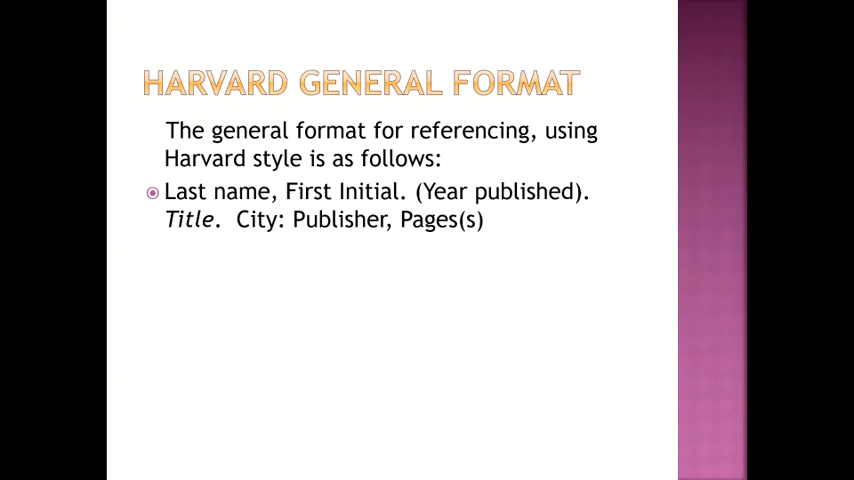 HARVARD GENERAL FORMAT
The general format for referencing, using
Harvard style is as follows:
Last name, First Initial. (Year published).
Title. City: Publisher, Pages(s)